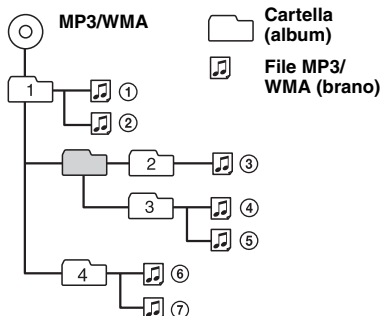 MP3/WMA
Cartella
(album)
File MP3/
WMA (brano)
1
①
②
2
③
3
④
⑤
4
⑥
⑦